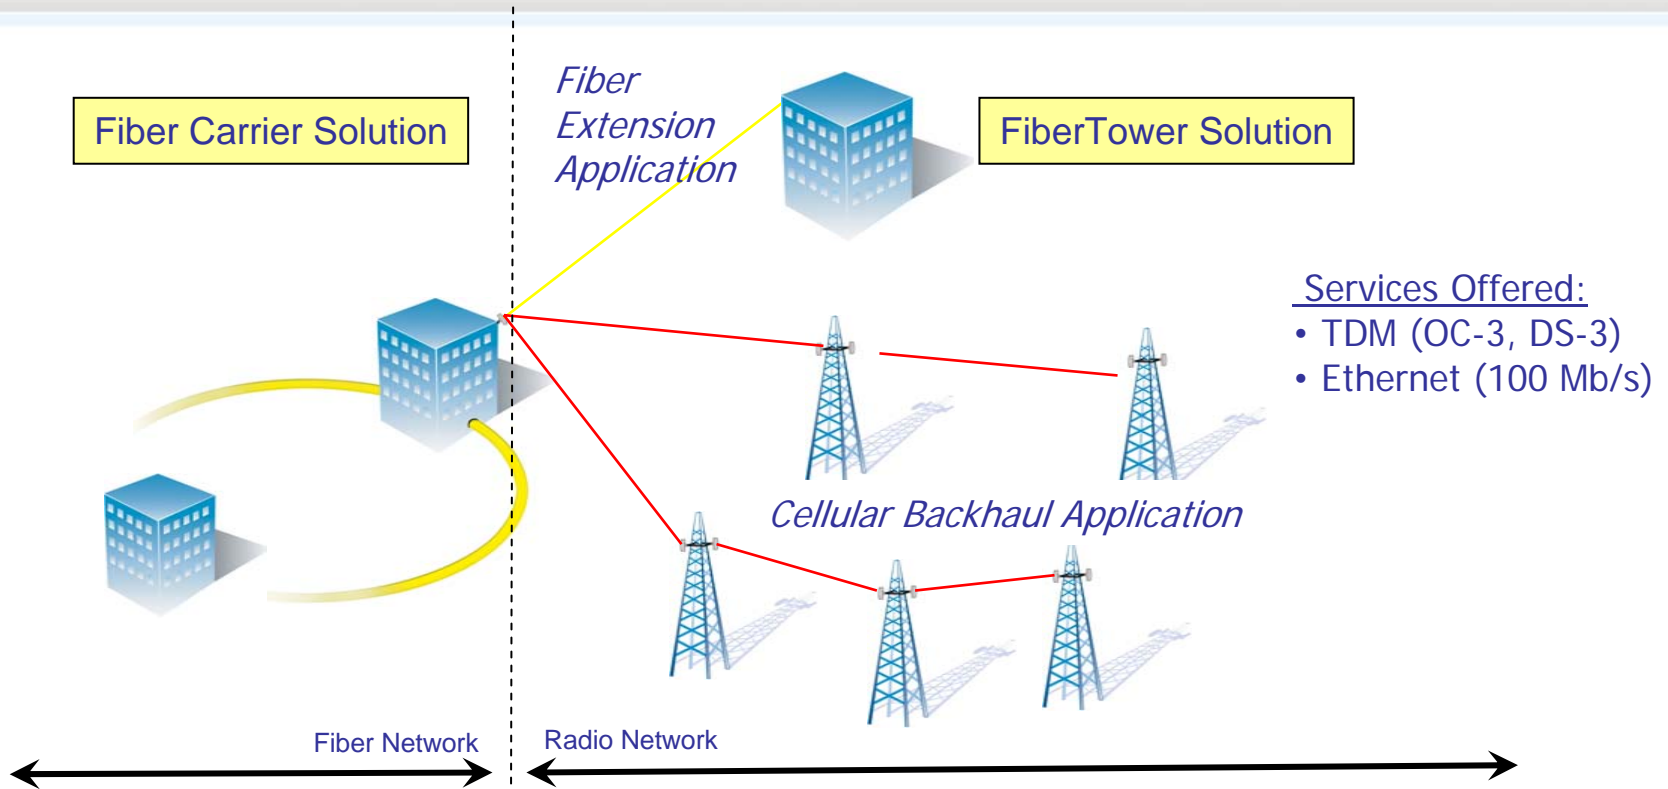 Fiber Carrier Solution
Fiber
Extension
Application
FiberTower Solution
Services Offered:
• TDM (OC-3, DS-3)
• Ethernet (100 Mb/s)
Cellular Backhaul Application
Fiber Network
Radio Network